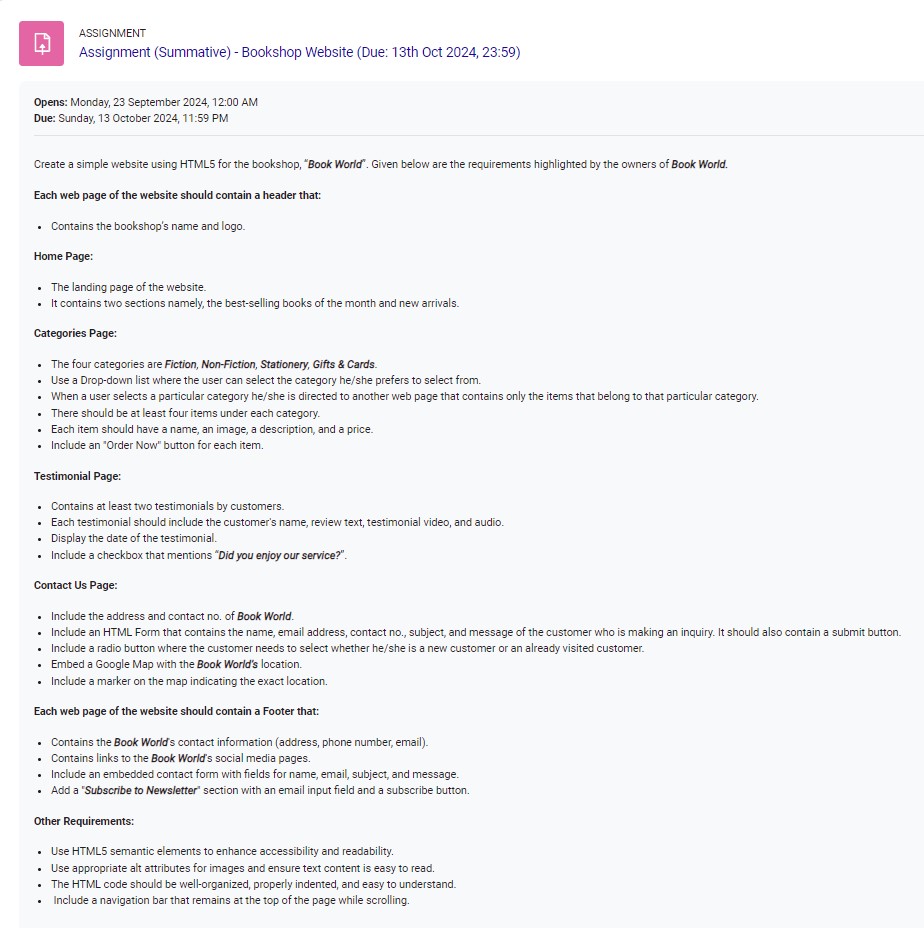 ASSIGNMENT
Assignment (Summative) - Bookshop Website (Due: 13th Oct 2024, 23:59)
Opens: Monday, 23 September 2024, 12:00 AM
Due: Sunday, 13 October 2024, 11:59 PM
Create a simple website using HTML5 for the bookshop, "Book World". Given below are the requirements highlighted by the owners of Book World.
Each web page of the website should contain a header that:
• Contains the bookshop's name and logo.
Home Page:
• The landing page of the website.
• It contains two sections namely, the best-selling books of the month and new arrivals.
Categories Page:
• The four categories are Fiction, Non-Fiction, Stationery, Gifts & Cards.
• Use a Drop-down list where the user can select the category he/she prefers to select from.
• When a user selects a particular category he/she is directed to another web page that contains only the items that belong to that particular category.
• There should be at least four items under each category.
• Each item should have a name, an image, a description, and a price.
• Include an "Order Now" button for each item.
Testimonial Page:
• Contains at least two testimonials by customers.
• Each testimonial should include the customer's name, review text, testimonial video, and audio.
• Display the date of the testimonial.
• Include a checkbox that mentions "Did you enjoy our service?".
Contact Us Page:
• Include the address and contact no. of Book World.
• Include an HTML Form that contains the name, email address, contact no., subject, and message of the customer who is making an inquiry. It should also contain a submit button.
• Include a radio button where the customer needs to select whether he/she is a new customer or an already visited customer.
• Embed a Google Map with the Book World's location.
• Include a marker on the map indicating the exact location.
Each web page of the website should contain a Footer that:
• Contains the Book World's contact information (address, phone number, email).
• Contains links to the Book World's social media pages.
• Include an embedded contact form with fields for name, email, subject, and message.
• Add a "Subscribe to Newsletter" section with an email input field and a subscribe button.
Other Requirements:
• Use HTML5 semantic elements to enhance accessibility and readability.
• Use appropriate alt attributes for images and ensure text content is easy to read.
• The HTML code should be well-organized, properly indented, and easy to understand.
• Include a navigation bar that remains at the top of the page while scrolling.